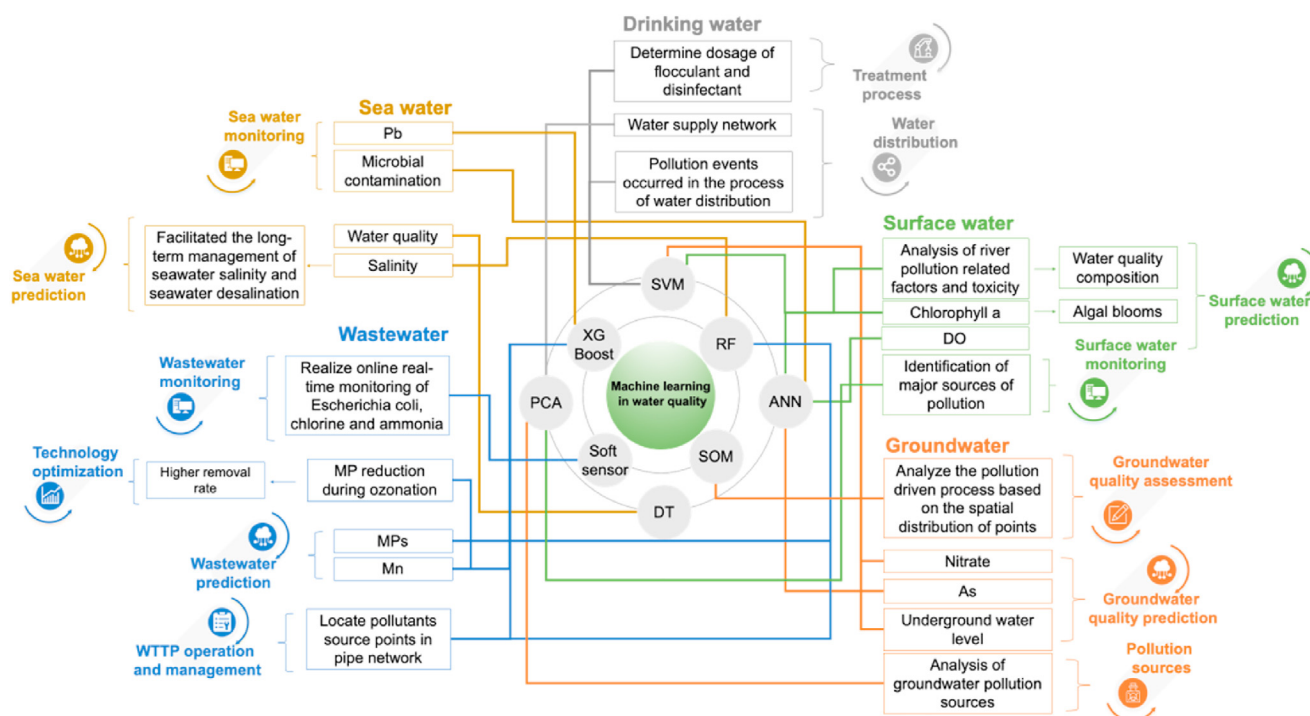 Drinking water
Determine dosage of
flocculant and
disinfectant
Treatment
process
Water supply network
Water
distribution
Pollution events
occurred in the process
of water distribution
Sea water
Sea water
monitoring
Pb
Microbial
contamination
Water quality
Salinity
Facilitated the long-
term management of
seawater salinity and
seawater desalination
Sea water
prediction
Surface water
Analysis of river
pollution related
factors and toxicity
Water quality
composition
Chlorophyll a
Algal blooms
Surface water
prediction
DO
Identification of
major sources of
pollution
Surface water
monitoring
Wastewater
Wastewater
monitoring
Realize online real-
time monitoring of
Escherichia coli,
chlorine and ammonia
Technology
optimization
Higher removal
rate
MP reduction
during ozonation
MPs
Mn
Wastewater
prediction
Locate pollutants
source points in
pipe network
WTTP operation
and management
SVM
XG
Boost
RF
Machine learning
in water quality
PCA
ANN
Soft
sensor
SOM
DT
Groundwater
Analyze the pollution
driven process based
on the spatial
distribution of points
Groundwater
quality assessment
Nitrate
As
Underground water
level
Groundwater
quality prediction
Analysis of
groundwater pollution
sources
Pollution
sources